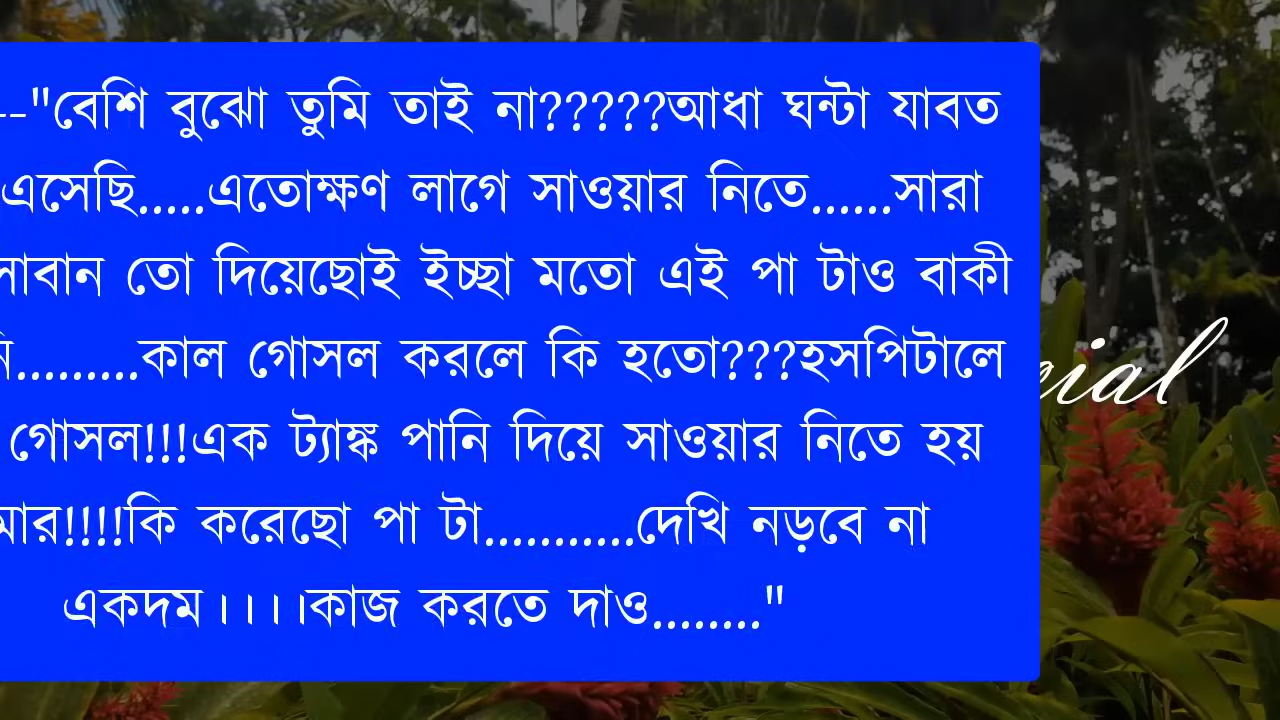 --"বেশি বুঝো তুমি তাই না?????আধা ঘন্টা যাবত
এসেছি.....এতোক্ষণ লাগে সাওয়ার নিতে......সারা
সাবান তো দিয়েছোই ইচ্ছা মতো এই পা টাও বাকী
.........কাল গোসল করলে কি হতো???হসপিটালে
গোসল!!!এক ট্যাঙ্ক পানি দিয়ে সাওয়ার নিতে হয়
!!!!কি করেছো পা টা...........দেখি নড়বে না
একদম।।।।কাজ করতে দাও........"